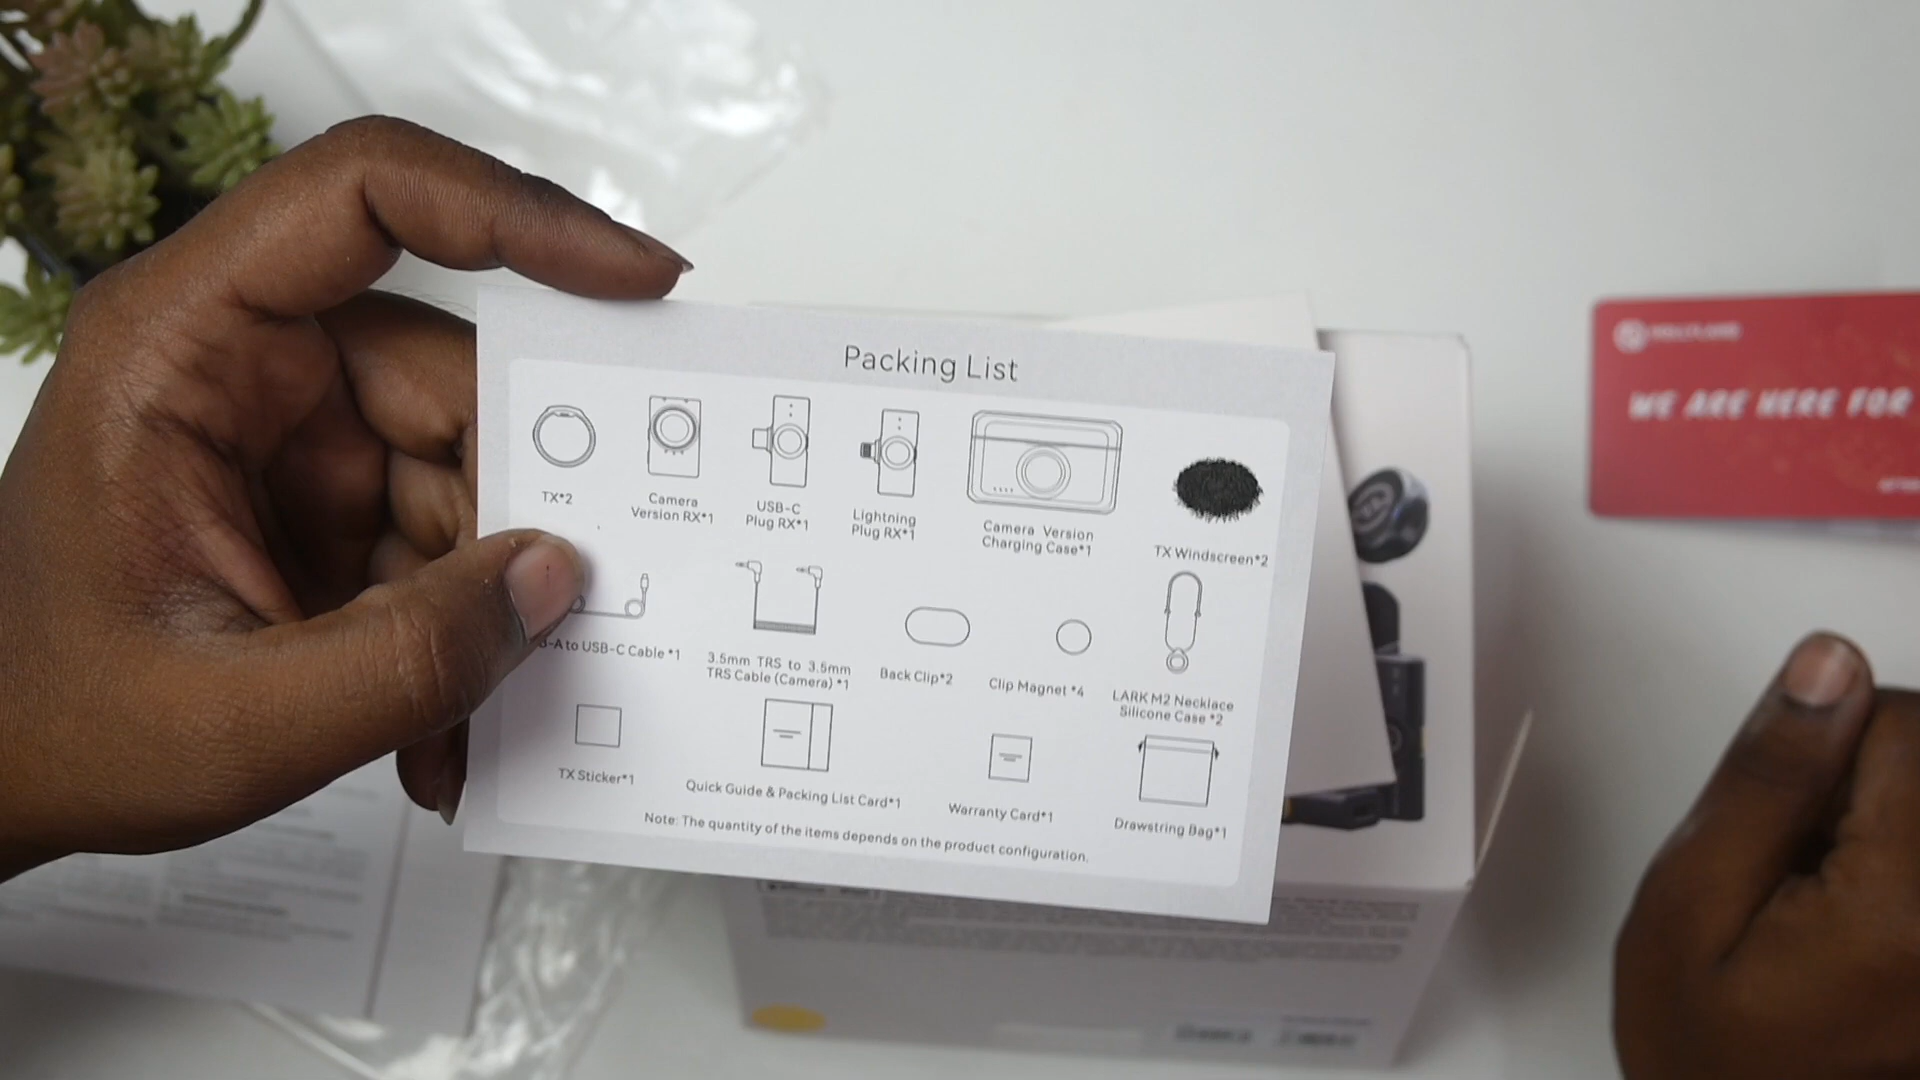 Packing List
TX*2
Camera
Version RX*1
USB-C
Plug RX*1
Lightning
Plug RX*1
Camera Version
Charging Case*1
TX Windscreen*2
-A to USB-C Cable *1
3.5mm TRS to 3.5mm
TRS Cable (Camera) *1
Back Clip*2
Clip Magnet *4
LARK M2 Necklace
Silicone Case *2
TX Sticker*1
Quick Guide & Packing List Card*1
Warranty Card*1
Drawstring Bag*1
Note: The quantity of the items depends on the product configuration.
WE ARE HERE FOR